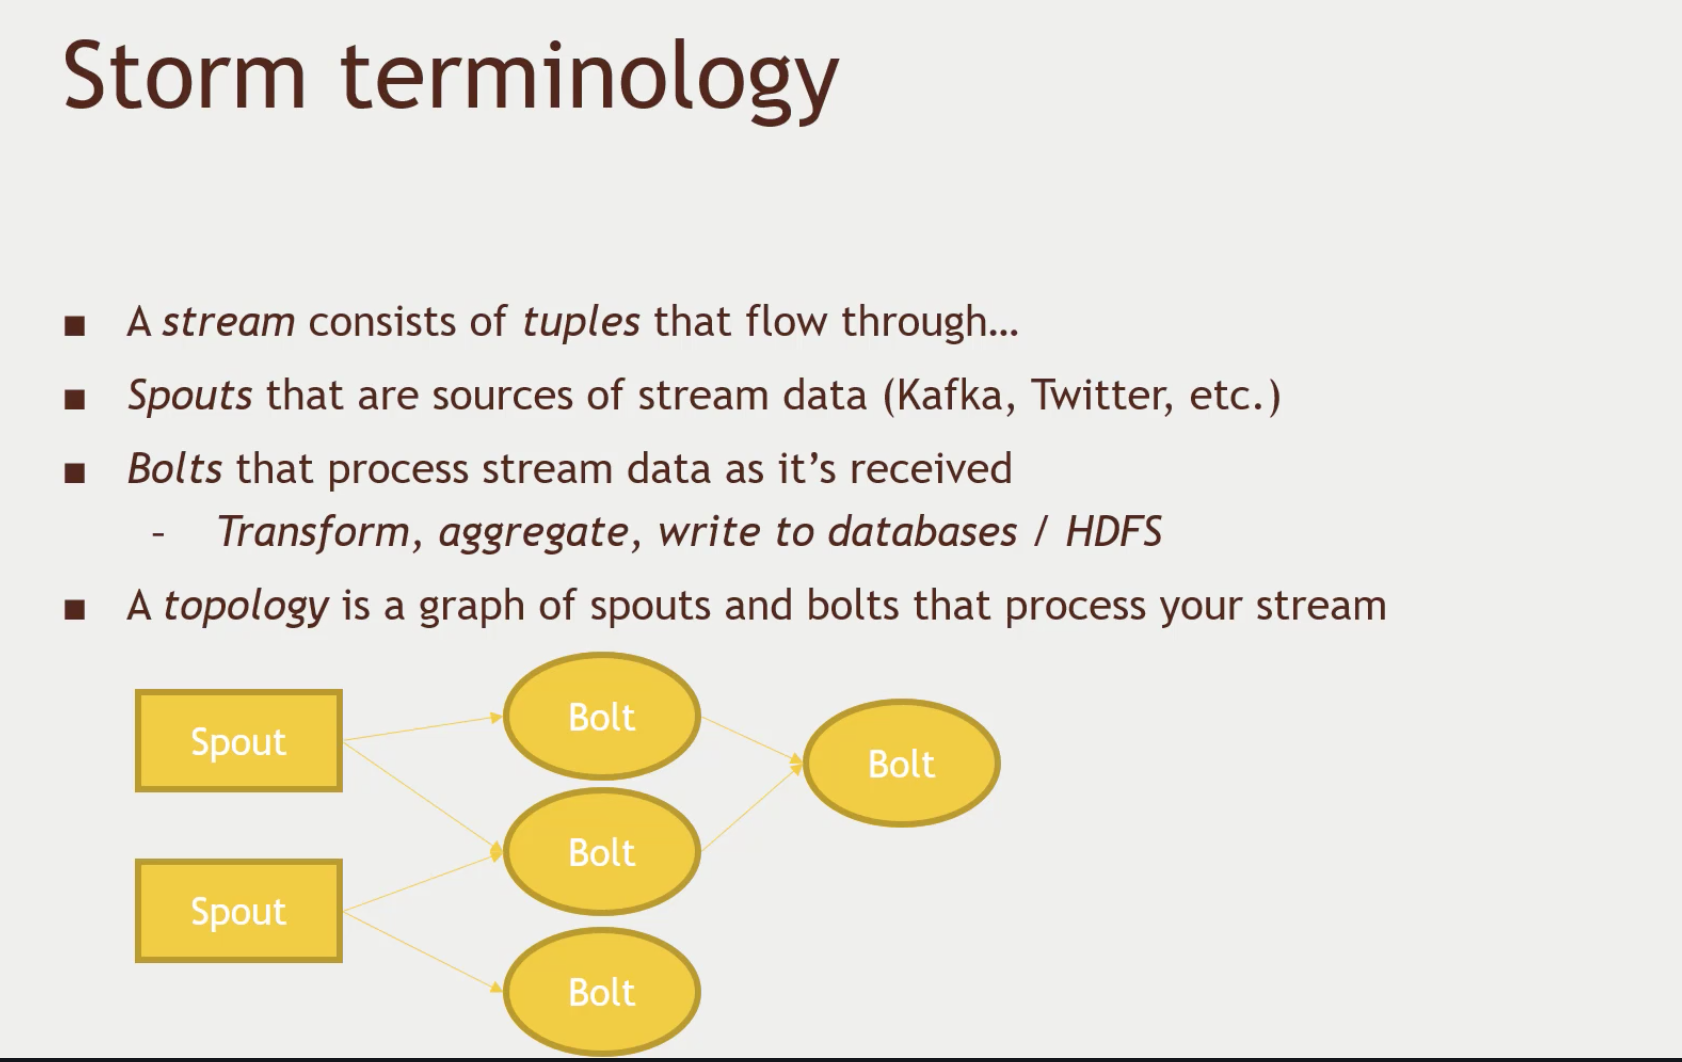 Storm terminology
■ A stream consists of tuples that flow through…
■ Spouts that are sources of stream data (Kafka, Twitter, etc.)
■ Bolts that process stream data as it’s received
– Transform, aggregate, write to databases / HDFS
■ A topology is a graph of spouts and bolts that process your stream
Spout
Bolt
Bolt
Bolt
Spout
Bolt